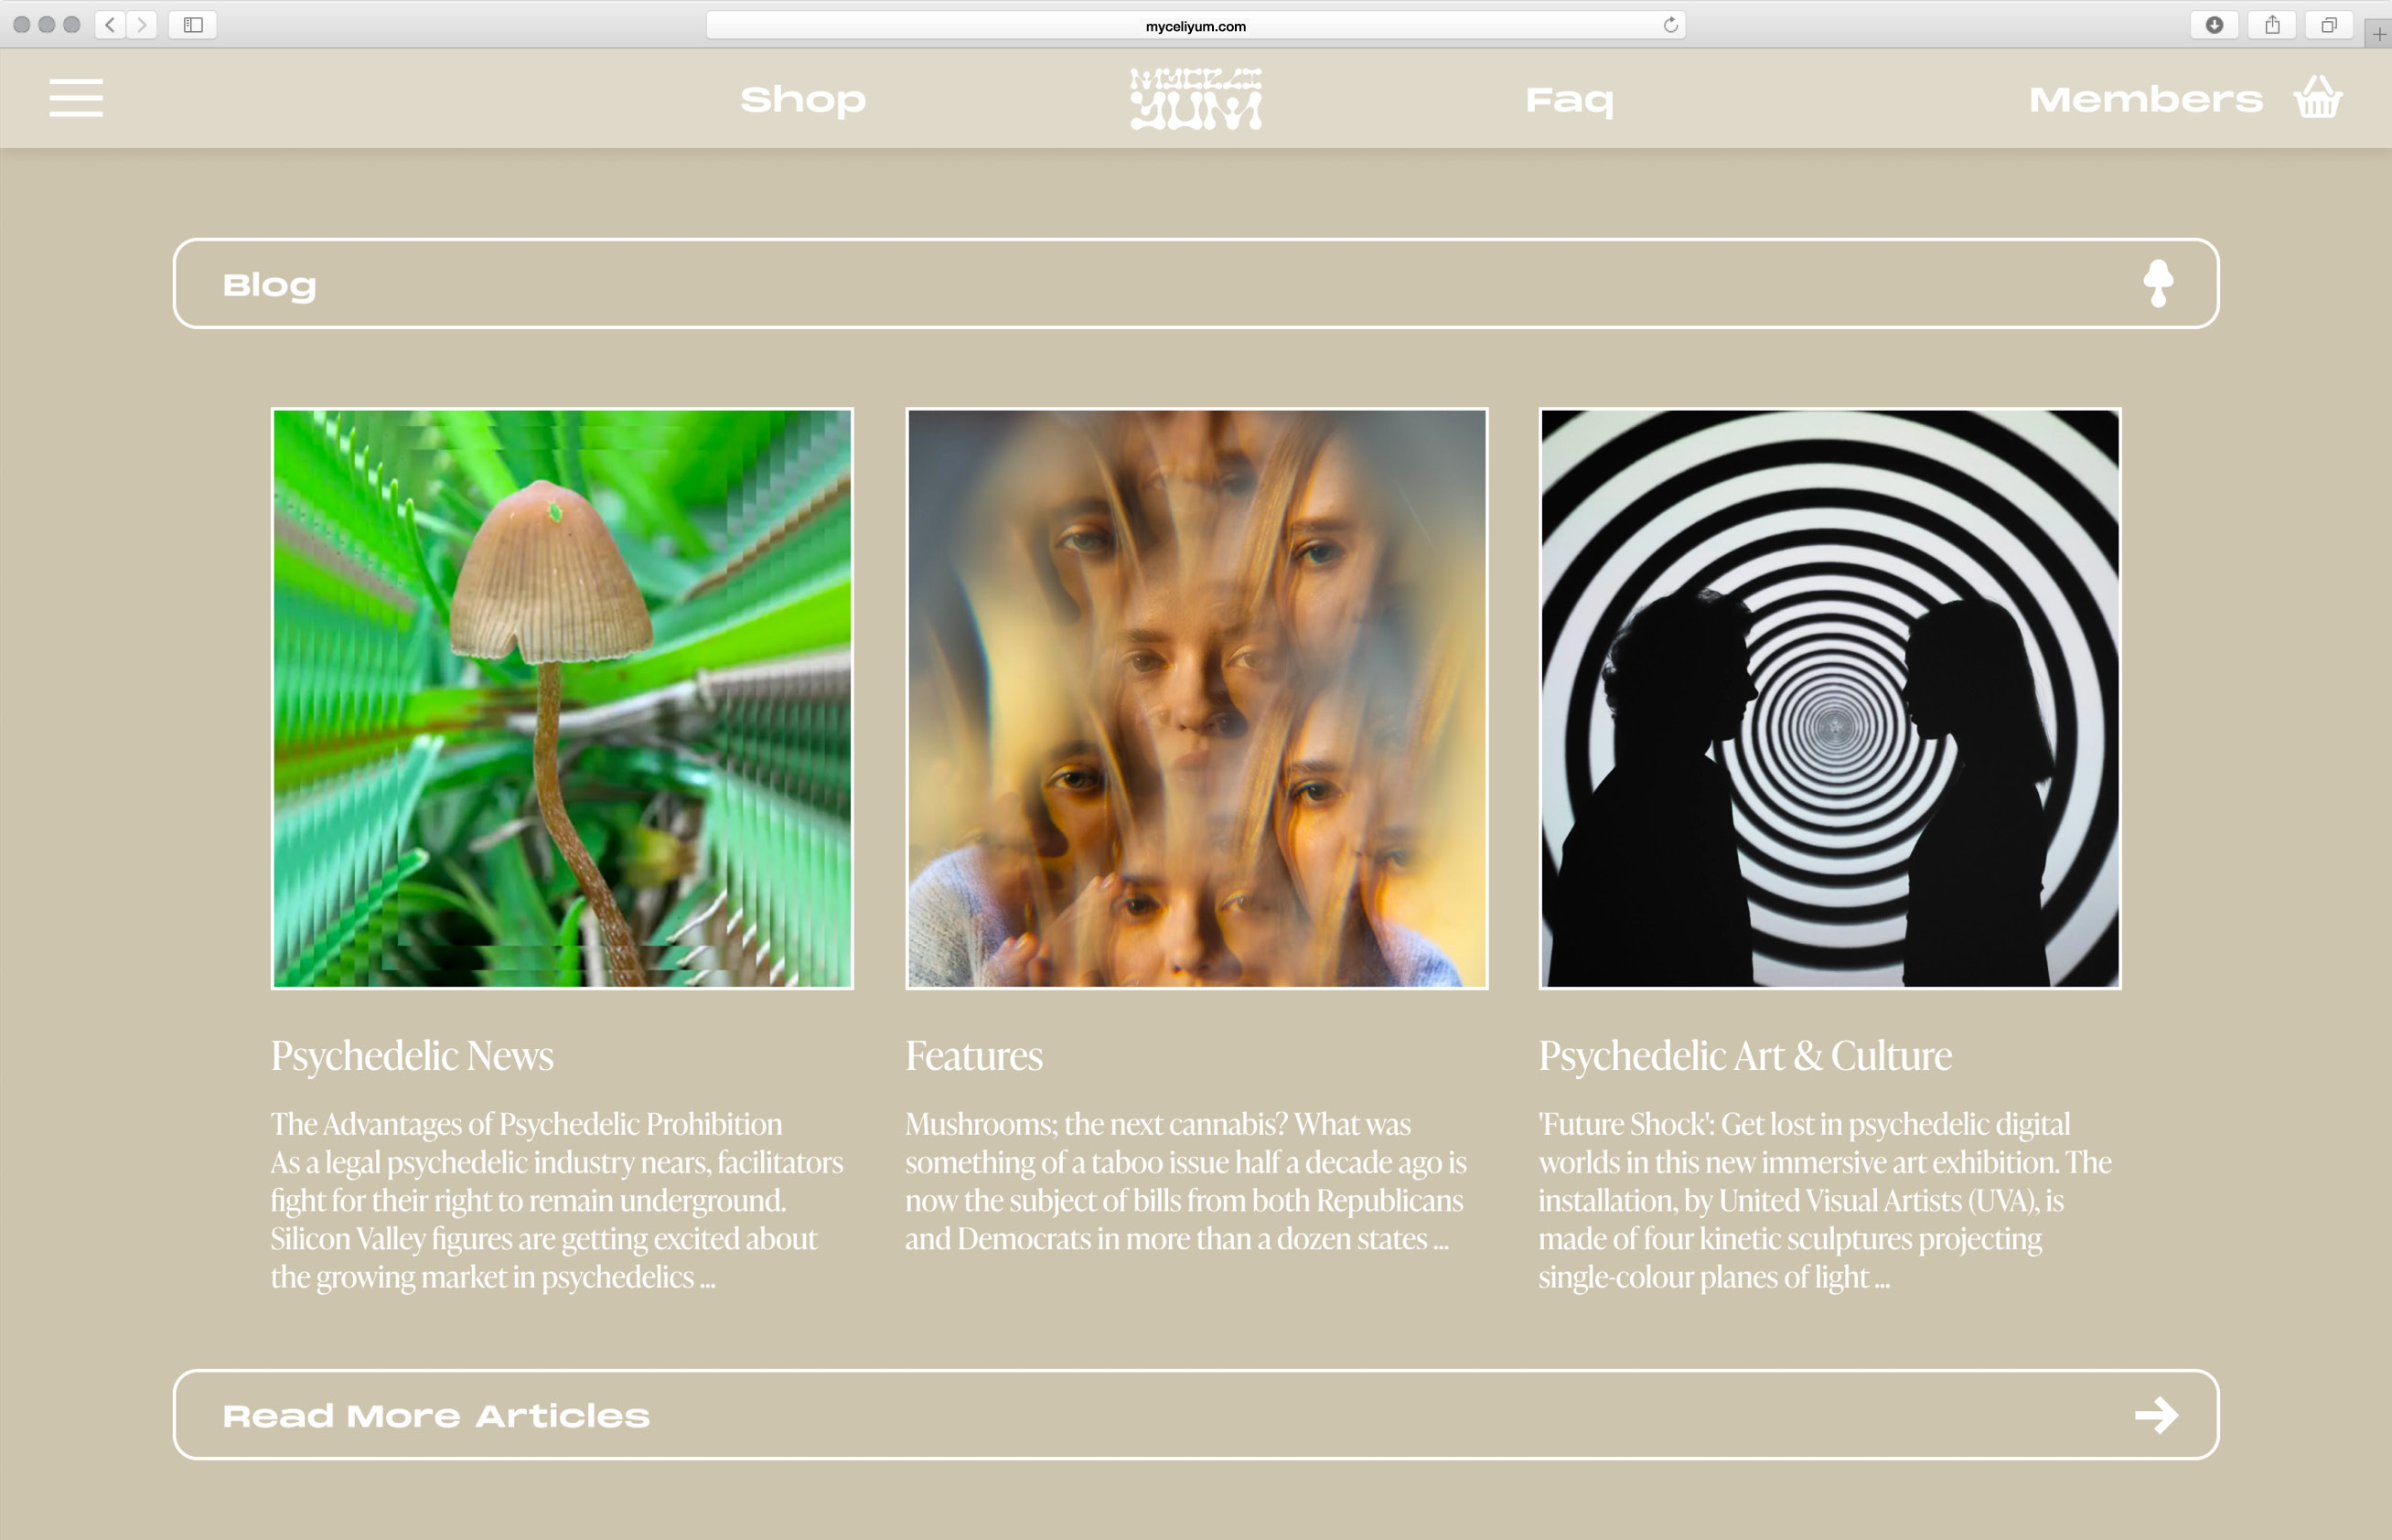 myceliyum.com
Shop
MYCELI
YUM
Faq
Members
Blog
Psychedelic News
The Advantages of Psychedelic Prohibition
As a legal psychedelic industry nears, facilitators
fight for their right to remain underground.
Silicon Valley figures are getting excited about
the growing market in psychedelics ...
Features
Mushrooms; the next cannabis? What was
something of a taboo issue half a decade ago is
now the subject of bills from both Republicans
and Democrats in more than a dozen states ...
Psychedelic Art & Culture
'Future Shock': Get lost in psychedelic digital
worlds in this new immersive art exhibition. The
installation, by United Visual Artists (UVA), is
made of four kinetic sculptures projecting
single-colour planes of light ...
Read More Articles